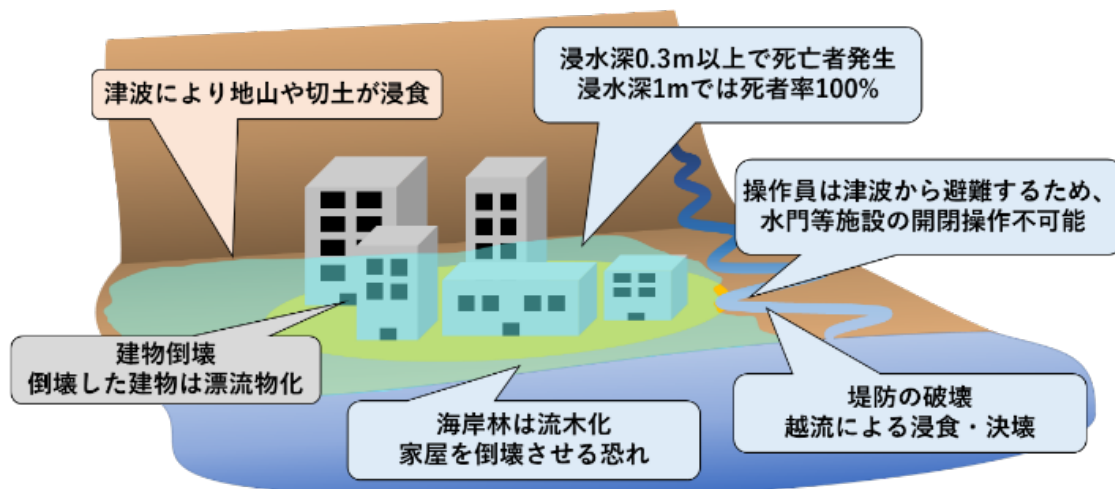 津波により地山や切土が浸食
浸水深0.3m以上で死亡者発生
浸水深1mでは死者率100%
操作員は津波から避難するため、
水門等施設の開閉操作不可能
建物倒壊
倒壊した建物は漂流物化
海岸林は流木化
家屋を倒壊させる恐れ
堤防の破壊
越流による浸食・決壊